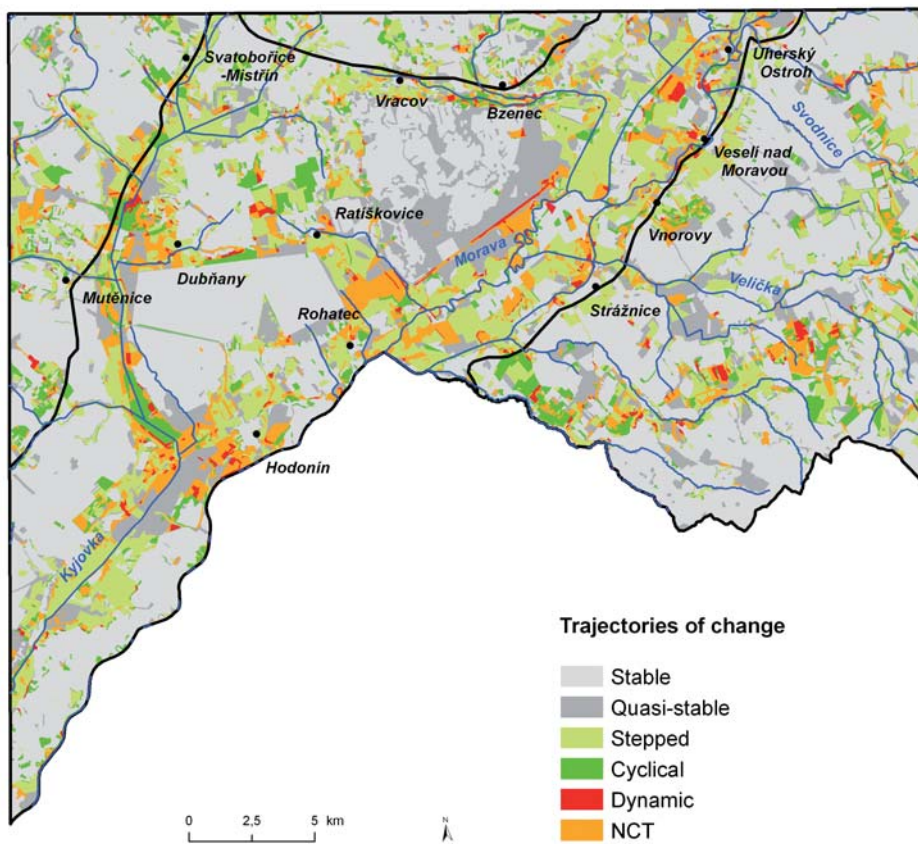 Svatobořice
-Mistřín
Uherský
Ostroh
Vracov
Bzenec
Svodnice
Veselí nad
Moravou
Ratíškovice
Vnorovy
Morava
Dubňany
Mutěnice
Velička
Rohatec
Strážnice
Hodonín
Kyjovka
Trajectories of change
Stable
Quasi-stable
Stepped
Cyclical
Dynamic
NCT
0 2,5 5 km
N